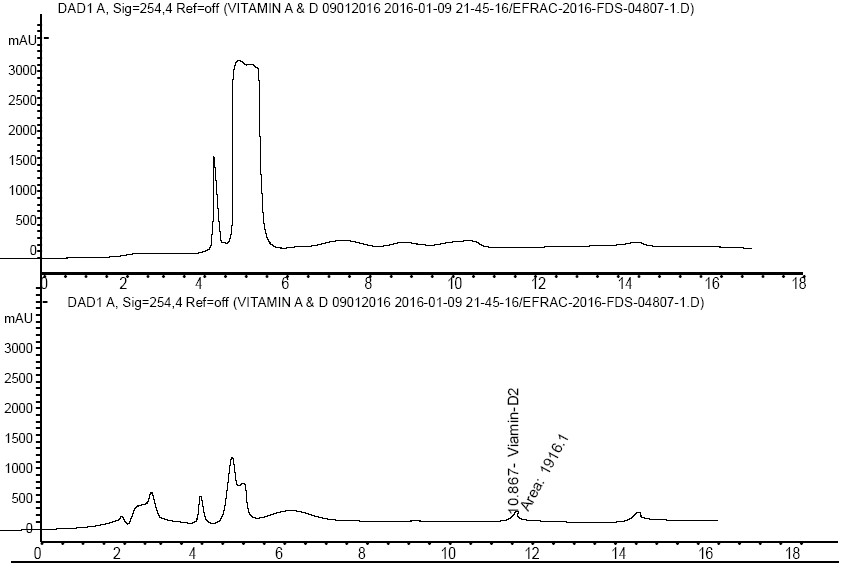 DAD1 A, Sig=254,4 Ref=off (VITAMIN A & D 09012016 2016-01-09 21-45-16/EFRAC-2016-FDS-04807-1.D)
mAU
3000
2500
2000
1500
1000
500
0
2 4 6 8 10 12 14 16 18
DAD1 A, Sig=254,4 Ref=off (VITAMIN A & D 09012016 2016-01-09 21-45-16/EFRAC-2016-FDS-04807-1.D)
mAU
3000
2500
2000
1500
1000
500
0
10.867- Viamin-D2
Area: 1916.1
0 2 4 6 8 10 12 14 16 18